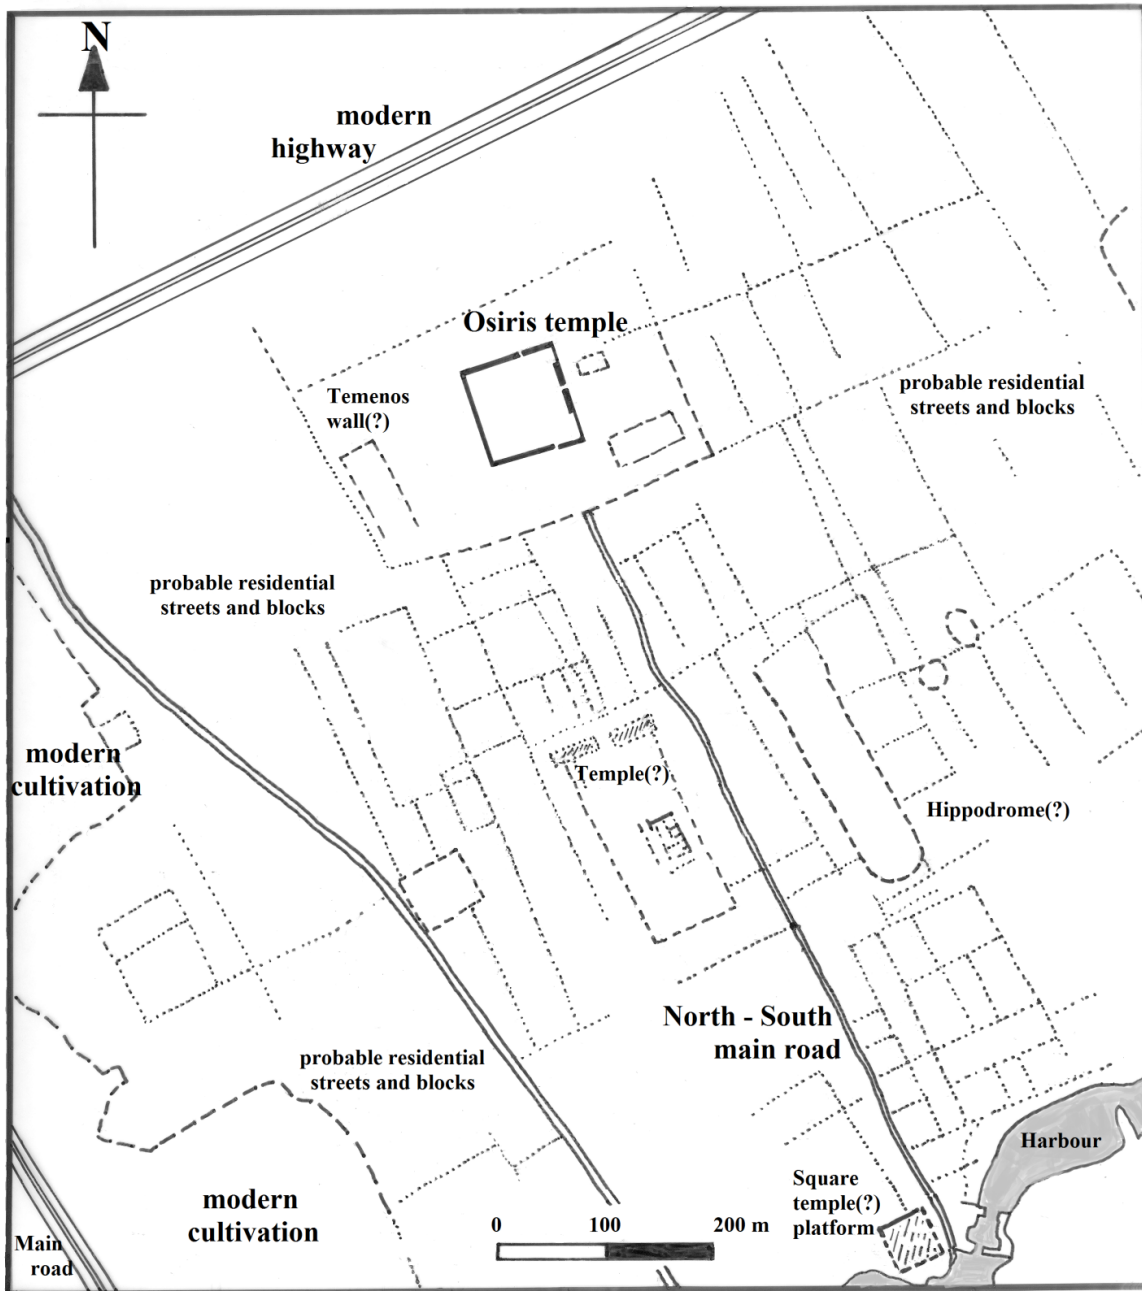 N
modern
highway
Osiris temple
Temenos
wall(?)
probable residential
streets and blocks
probable residential
streets and blocks
modern
cultivation
Temple(?)
Hippodrome(?)
North - South
main road
probable residential
streets and blocks
Harbour
Square
temple(?)
platform
modern
cultivation
0 100 200 m
Main
road